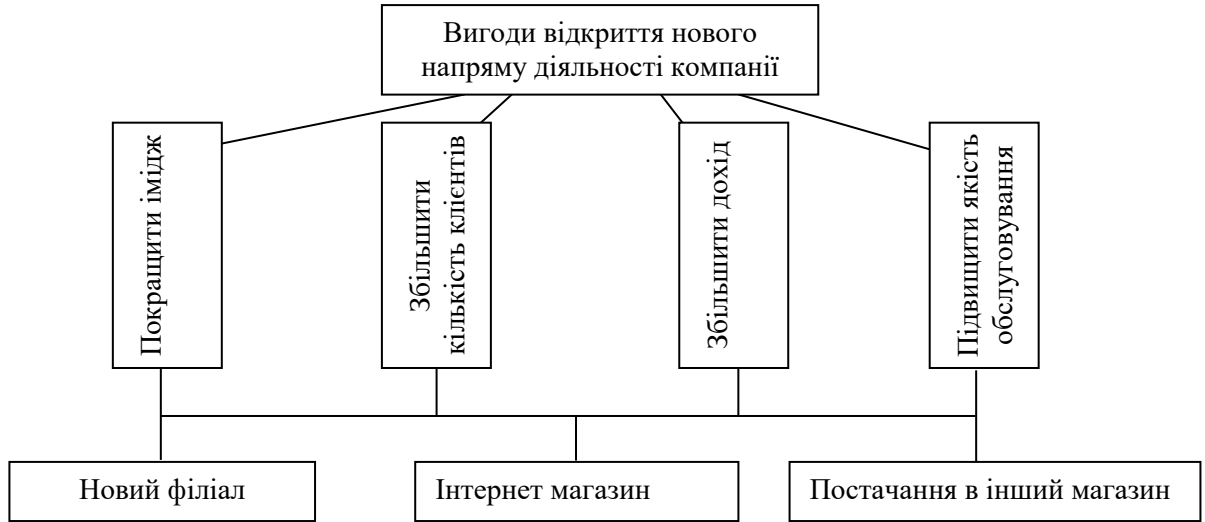 Вигоди відкриття нового
напряму діяльності компанії
Покращити імідж
Збільшити
кількість клієнтів
Збільшити дохід
Підвищити якість
обслуговування
Новий філіал
Інтернет магазин
Постачання в інший магазин